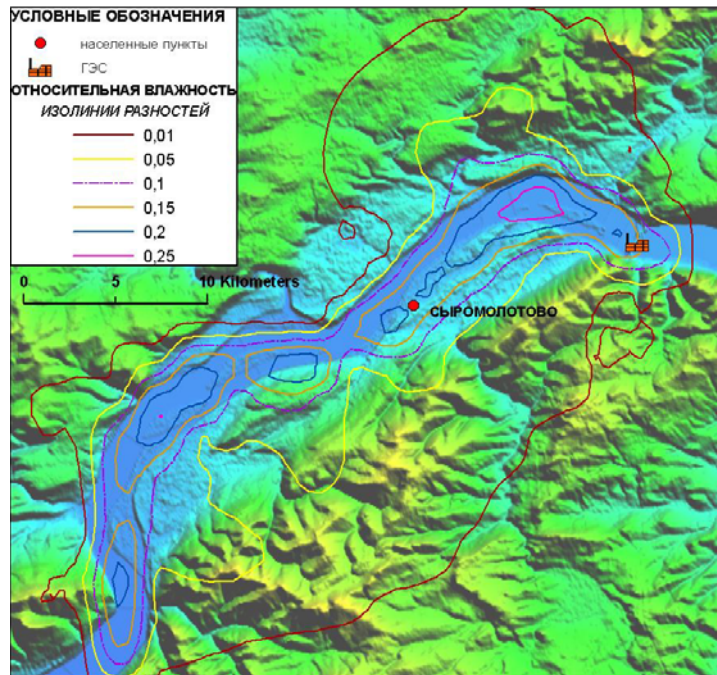 УСЛОВНЫЕ ОБОЗНАЧЕНИЯ
населенные пункты
ГЭС
ОТНОСИТЕЛЬНАЯ ВЛАЖНОСТЬ
ИЗОЛИНИИ РАЗНОСТЕЙ
0,01
0,05
0,1
0,15
0,2
0,25
0 5 10 Kilometers
СЫРОМОЛОТОВО